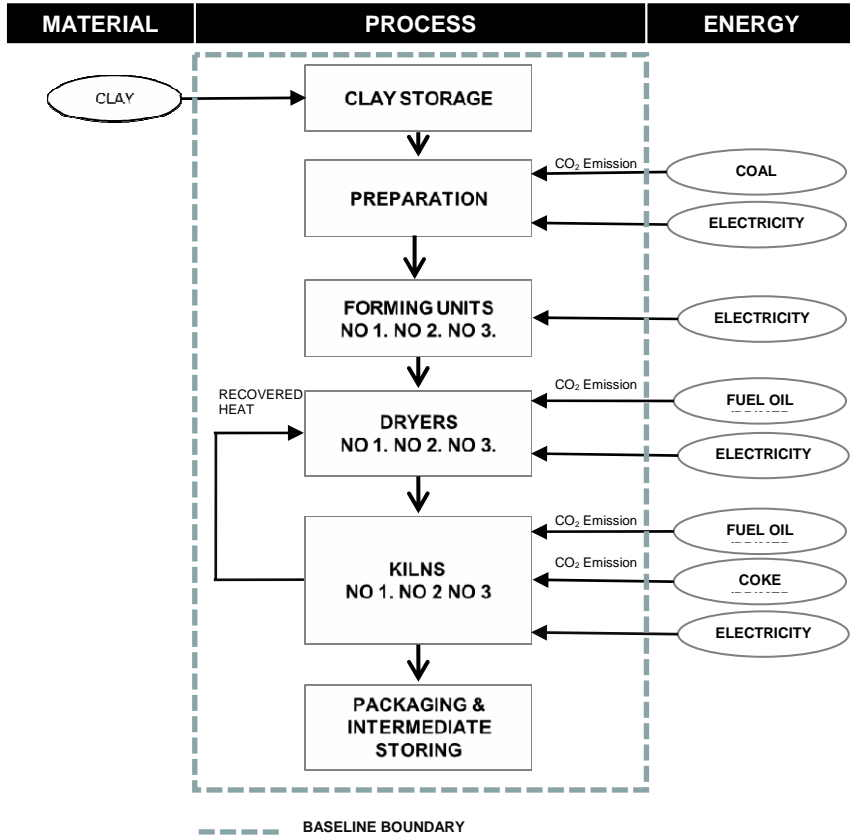 MATERIAL PROCESS ENERGY
CLAY
CLAY STORAGE
PREPARATION
CO₂ Emission
COAL
ELECTRICITY
FORMING UNITS
NO 1. NO 2. NO 3.
ELECTRICITY
RECOVERED
HEAT
DRYERS
NO 1. NO 2. NO 3.
CO₂ Emission
FUEL OIL
ELECTRICITY
KILNS
NO 1. NO 2 NO 3
CO₂ Emission
FUEL OIL
CO₂ Emission
COKE
ELECTRICITY
PACKAGING &
INTERMEDIATE
STORING
BASELINE BOUNDARY